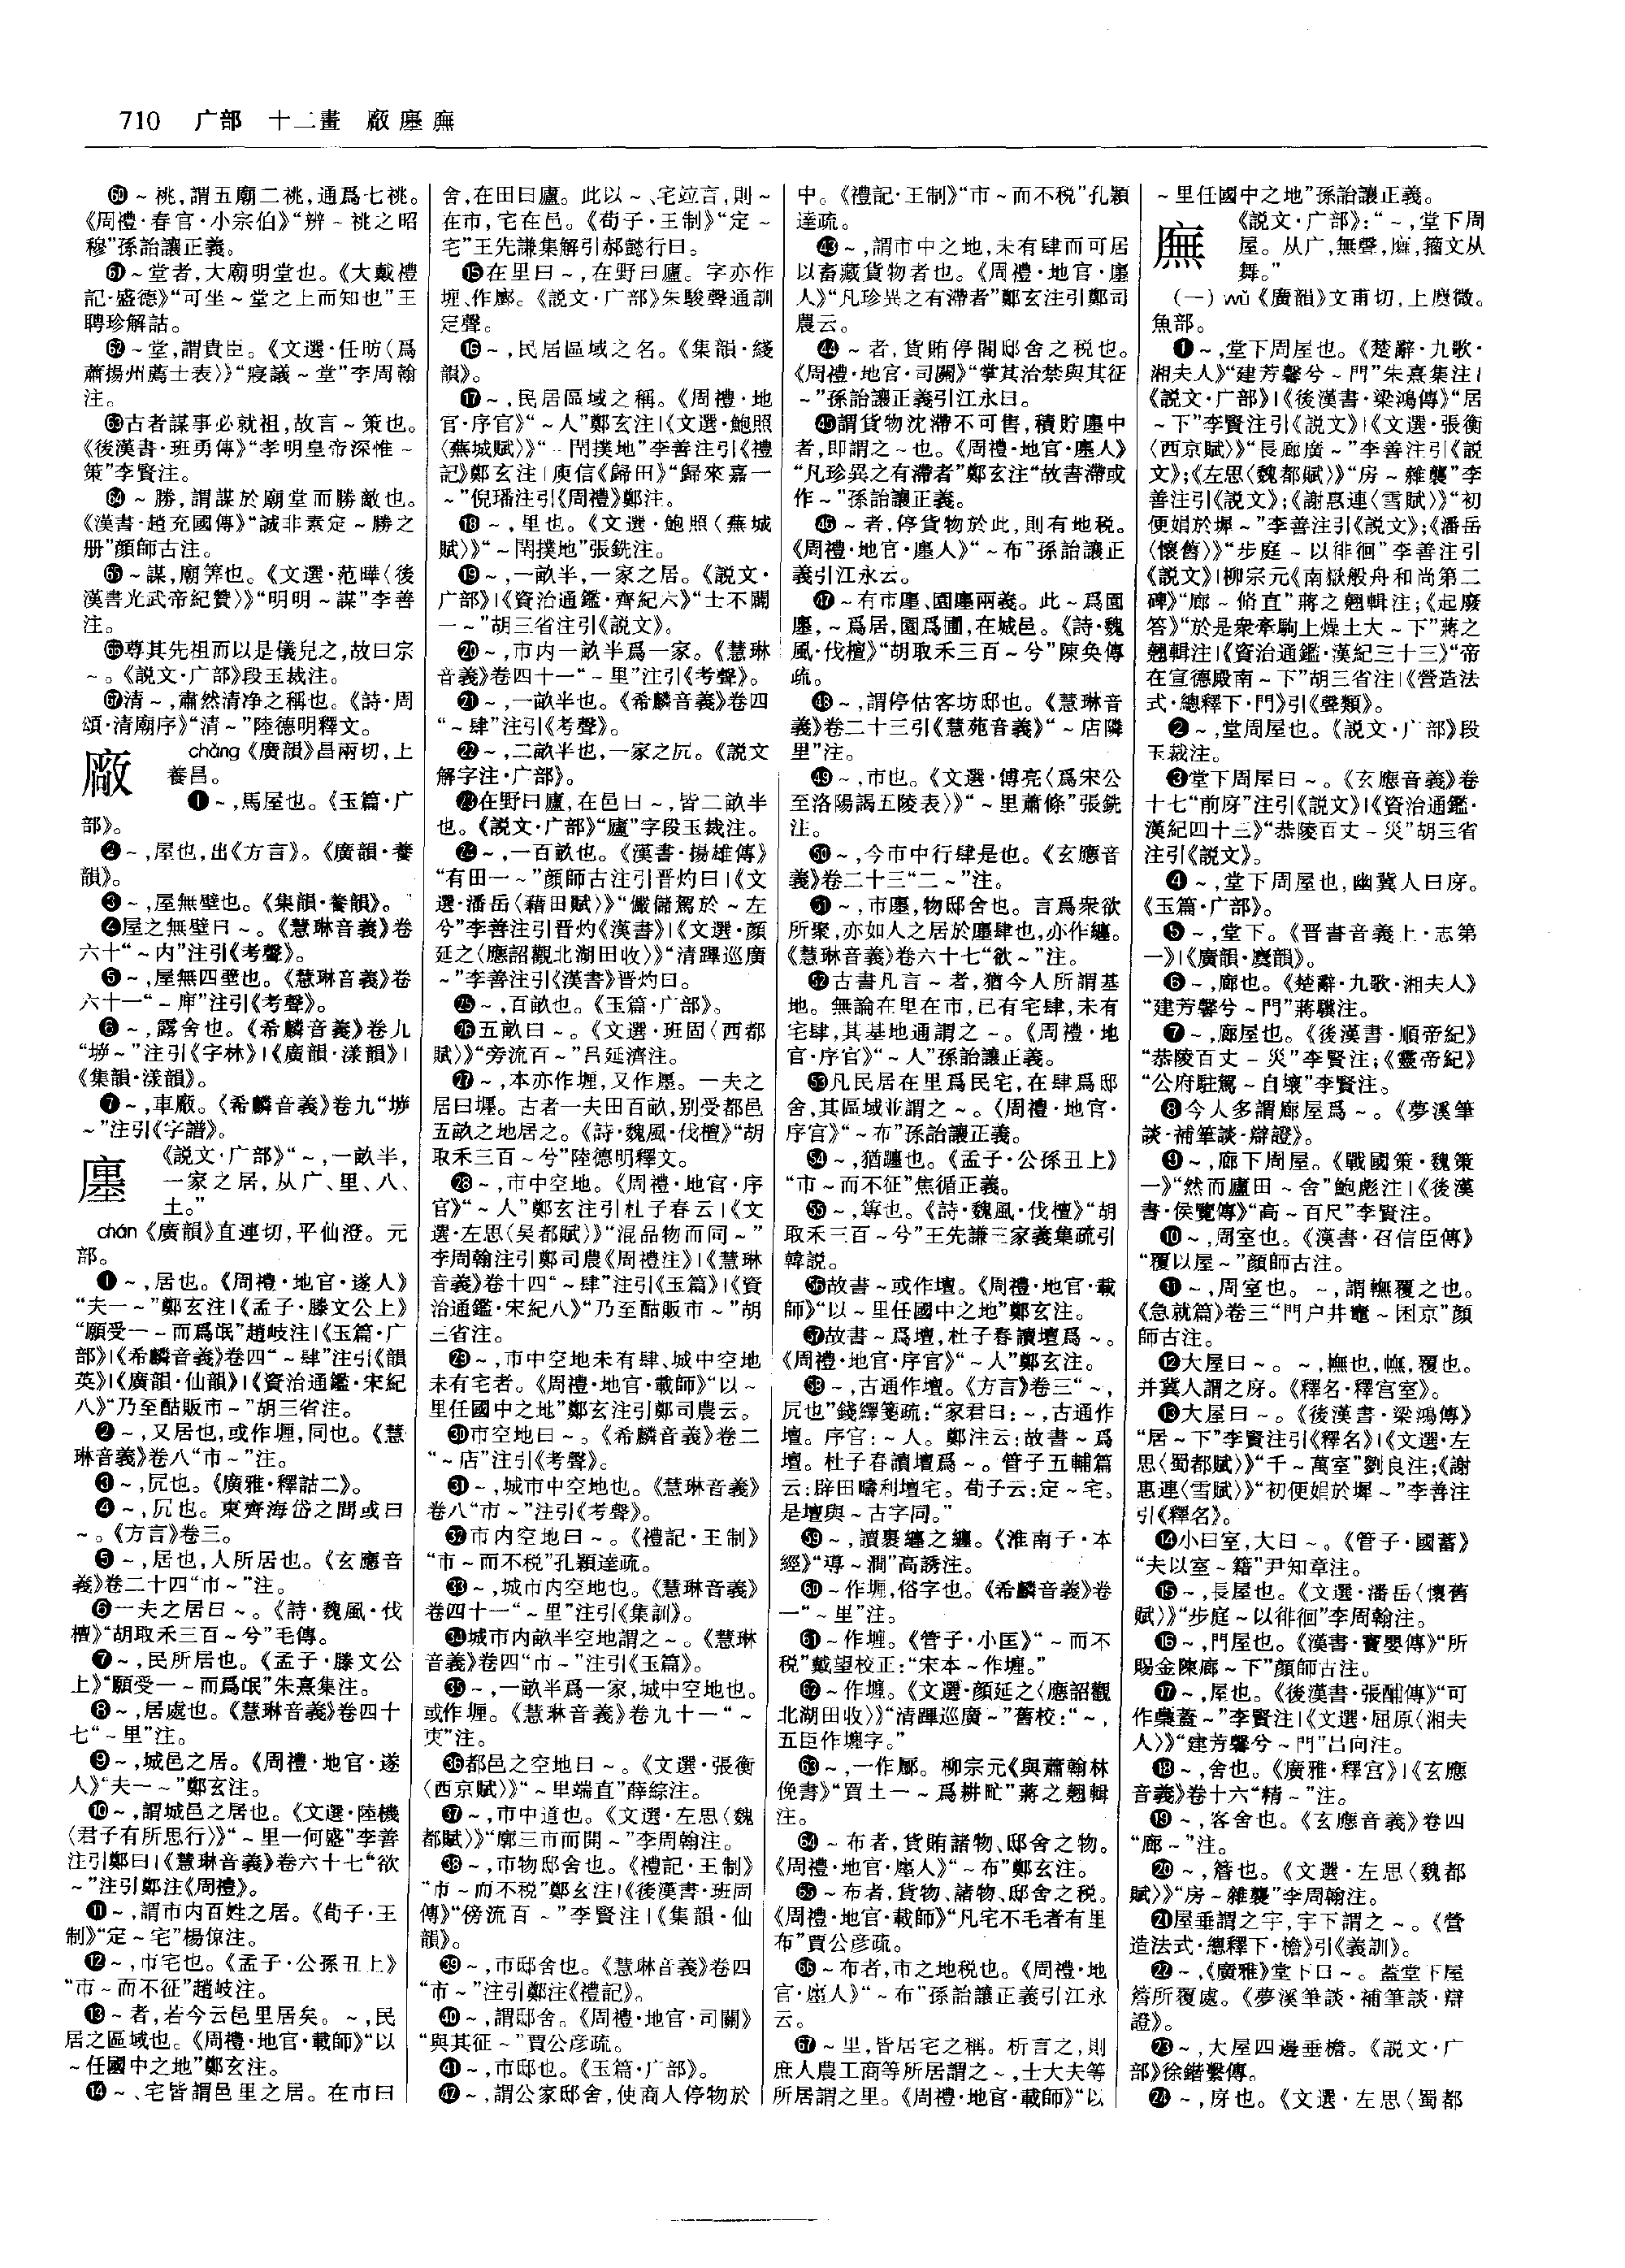 710 广部 十二畫 廠廛廡
㊿~祧,謂五廟二祧,通爲七祧。
《周禮·春官·小宗伯》“辨~祧之昭
穆”孫詒讓正義。
~堂者,大廟明堂也。《大戴禮
記·盛德》“可坐~堂之上而知也”王
聘珍解詁。
~堂,謂貴臣。《文選·任昉〈爲
蕭揚州薦士表〉》“寢議~堂”李周翰
注。
古者謀事必就祖,故言~策也。
《後漢書·班勇傳》“孝明皇帝深惟~
策”李賢注。
~勝,謂謀於廟堂而勝敵也。
《漢書·趙充國傳》“誠非素定~勝之
册”顔師古注。
~謀,廟筭也。《文選·范曄〈後
漢書光武帝紀贊〉》“明明~謀”李善
注。
尊其先祖而以是儀皃之,故曰宗
~。《説文·广部》段玉裁注。
清~,肅然清净之稱也。《詩·周
頌·清廟序》“清~”陸德明釋文。
廠 chǎng《廣韻》昌兩切,上
養昌。
❶~,馬屋也。《玉篇·广
部》。
❷~,屋也,出《方言》。《廣韻·養
韻》。
❸~,屋無壁也。《集韻·養韻》。
❹屋之無壁曰~。《慧琳音義》卷
六十“~内”注引《考聲》。
❺~,屋無四壁也。《慧琳音義》卷
六十一“~庌”注引《考聲》。
❻~,露舍也。《希麟音義》卷九
“㙏~”注引《字林》|《廣韻·漾韻》|
《集韻·漾韻》。
❼~,車廠。《希麟音義》卷九“㙏
~”注引《字譜》。
廛 《説文·广部》“~,一畝半,
一家之居,从广、里、八、
土。”
chán《廣韻》直連切,平仙澄。元
部。
❶~,居也。《周禮·地官·遂人》
“夫一~”鄭玄注|《孟子·滕文公上》
“願受一~而爲氓”趙岐注|《玉篇·广
部》|《希麟音義》卷四“~肆”注引《韻
英》|《廣韻·仙韻》|《資治通鑑·宋紀
八》“乃至酤販市~”胡三省注。
❷~,又居也,或作㕓,同也。《慧
琳音義》卷八“市~”注。
❸~,凥也。《廣雅·釋詁二》。
❹~,凥也。東齊海岱之間或曰
~。《方言》卷三。
❺~,居也,人所居也。《玄應音
義》卷二十四“市~”注。
❻一夫之居曰~。《詩·魏風·伐
檀》“胡取禾三百~兮”毛傳。
❼~,民所居也。《孟子·滕文公
上》“願受一~而爲氓”朱熹集注。
❽~,居處也。《慧琳音義》卷四十
七“~里”注。
❾~,城邑之居。《周禮·地官·遂
人》“夫一~”鄭玄注。
❿~,謂城邑之居也。《文選·陸機
〈君子有所思行〉》“~里一何盛”李善
注引鄭曰|《慧琳音義》卷六十七“欲
~”注引鄭注《周禮》。
⓫~,謂市内百姓之居。《荀子·王
制》“定~宅”楊倞注。
⓬~,市宅也。《孟子·公孫丑上》
“市~而不征”趙岐注。
⓭~者,若今云邑里居矣。~,民
居之區域也。《周禮·地官·載師》“以
~任國中之地”鄭玄注。
⓮~、宅皆謂邑里之居。在市曰
舍,在田曰廬。此以~、宅竝言,則~
在市,宅在邑。《荀子·王制》“定~
宅”王先謙集解引郝懿行曰。
⓯在里曰~,在野曰廬。字亦作
㙻、作廫。《説文·广部》朱駿聲通訓
定聲。
⓰~,民居區域之名。《集韻·綫
韻》。
⓱~,民居區域之稱。《周禮·地
官·序官》“~人”鄭玄注|《文選·鮑照
〈蕪城賦〉》“~閈撲地”李善注引《禮
記》鄭玄注|庾信《歸田》“歸來嘉一
~”倪璠注引《周禮》鄭注。
⓲~,里也。《文選·鮑照〈蕪城
賦〉》“~閈撲地”張銑注。
⓳~,一畝半,一家之居。《説文·
广部》|《資治通鑑·齊紀六》“士不關
一~”胡三省注引《説文》。
⓴~,市内一畝半爲一家。《慧琳
音義》卷四十一“~里”注引《考聲》。
㉑~,一畝半也。《希麟音義》卷四
“~肆”注引《考聲》。
㉒~,二畝半也,一家之凥。《説文
解字注·广部》。
㉓在野曰廬,在邑曰~,皆二畝半
也。《説文·广部》“廬”字段玉裁注。
㉔~,一百畝也。《漢書·揚雄傳》
“有田一~”顔師古注引晋灼曰|《文
選·潘岳〈藉田賦〉》“儼儲駕於~左
兮”李善注引晋灼《漢書》|《文選·顔
延之〈應詔觀北湖田收〉》“清蹕巡廣
~”李善注引《漢書》晋灼曰。
㉕~,百畝也。《玉篇·广部》。
㉖五畝曰~。《文選·班固〈西都
賦〉》“旁流百~”吕延濟注。
㉗~,本亦作㙻,又作㕓。一夫之
居曰㙻。古者一夫田百畝,别受都邑
五畝之地居之。《詩·魏風·伐檀》“胡
取禾三百~兮”陸德明釋文。
㉘~,市中空地。《周禮·地官·序
官》“~人”鄭玄注引杜子春云|《文
選·左思〈吴都賦〉》“混品物而同~”
李周翰注引鄭司農《周禮注》|《慧琳
音義》卷十四“~肆”注引《玉篇》|《資
治通鑑·宋紀八》“乃至酤販市~”胡
三省注。
㉙~,市中空地未有肆、城中空地
未有宅者。《周禮·地官·載師》“以~
里任國中之地”鄭玄注引鄭司農云。
㉚市空地曰~。《希麟音義》卷二
“~店”注引《考聲》。
㉛~,城市中空地也。《慧琳音義》
卷八“市~”注引《考聲》。
㉜市内空地曰~。《禮記·王制》
“市~而不税”孔穎達疏。
㉝~,城市内空地也。《慧琳音義》
卷四十一“~里”注引《集訓》。
㉞城市内畝半空地謂之~。《慧琳
音義》卷四“市~”注引《玉篇》。
㉟~,一畝半爲一家,城中空地也。
或作㕓。《慧琳音義》卷九十一“~
㕝”注。
㊱都邑之空地曰~。《文選·張衡
〈西京賦〉》“~里端直”薛綜注。
㊲~,市中道也。《文選·左思〈魏
都賦〉》“廓三市而開~”李周翰注。
㊳~,市物邸舍也。《禮記·王制》
“市~而不税”鄭玄注|《後漢書·班固
傳》“傍流百~”李賢注|《集韻·仙
韻》。
㊴~,市邸舍也。《慧琳音義》卷四
“市~”注引鄭注《禮記》。
㊵~,謂邸舍。《周禮·地官·司關》
“與其征~”賈公彦疏。
㊶~,市邸也。《玉篇·广部》。
㊷~,謂公家邸舍,使商人停物於
中。《禮記·王制》“市~而不税”孔穎
達疏。
㊸~,謂市中之地,未有肆而可居
以畜藏貨物者也。《周禮·地官·廛
人》“凡珍異之有滯者”鄭玄注引鄭司
農云。
㊹~者,貨賄停閣邸舍之税也。
《周禮·地官·司關》“掌其治禁與其征
~”孫詒讓正義引江永曰。
㊺謂貨物沈滯不可售,積貯廛中
者,即謂之~也。《周禮·地官·廛人》
“凡珍異之有滯者”鄭玄注“故書滯或
作~”孫詒讓正義。
㊻~者,停貨物於此,則有地税。
《周禮·地官·廛人》“~布”孫詒讓正
義引江永云。
㊼~有市廛、園廛兩義。此~爲園
廛,~爲居,園爲圃,在城邑。《詩·魏
風·伐檀》“胡取禾三百~兮”陳奂傳
疏。
㊽~,謂停估客坊邸也。《慧琳音
義》卷二十三引《慧苑音義》“~店隣
里”注。
㊾~,市也。《文選·傅亮〈爲宋公
至洛陽謁五陵表〉》“~里蕭條”張銑
注。
㊿~,今市中行肆是也。《玄應音
義》卷二十三“二~”注。
~,市廛,物邸舍也。言爲衆欲
所聚,亦如人之居於廛肆也,亦作纏。
《慧琳音義》卷六十七“欲~”注。
古書凡言~者,猶今人所謂基
地。無論在里在市,已有宅肆,未有
宅肆,其基地通謂之~。《周禮·地
官·序官》“~人”孫詒讓正義。
凡民居在里爲民宅,在肆爲邸
舍,其區域並謂之~。《周禮·地官·
序官》“~布”孫詒讓正義。
~,猶躔也。《孟子·公孫丑上》
“市~而不征”焦循正義。
~,篿也。《詩·魏風·伐檀》“胡
取禾三百~兮”王先謙三家義集疏引
韓説。
故書~或作壇。《周禮·地官·載
師》“以~里任國中之地”鄭玄注。
故書~爲壇,杜子春讀壇爲~。
《周禮·地官·序官》“~人”鄭玄注。
~,古通作壇。《方言》卷三“~,
凥也”錢繹箋疏:“家君曰:~,古通作
壇。序官:~人。鄭注云:故書~爲
壇。杜子春讀壇爲~。管子五輔篇
云:辟田疇利壇宅。荀子云:定~宅。
是壇與~古字同。”
~,讀裹纏之纏。《淮南子·本
經》“導~澗”高誘注。
~作㕓,俗字也。《希麟音義》卷
一“~里”注。
~作㙻。《管子·小匡》“~而不
税”戴望校正:“宋本~作㙻。”
~作㙻。《文選·顔延之〈應詔觀
北湖田收〉》“清蹕巡廣~”舊校:“~,
五臣作㙻字。”
~,一作廫。柳宗元《與蕭翰林
俛書》“買土一~爲耕甿”蔣之翹輯
注。
~布者,貨賄諸物、邸舍之物。
《周禮·地官·廛人》“~布”鄭玄注。
~布者,貨物、諸物、邸舍之税。
《周禮·地官·載師》“凡宅不毛者有里
布”賈公彦疏。
~布者,市之地税也。《周禮·地
官·廛人》“~布”孫詒讓正義引江永
云。
~里,皆居宅之稱。析言之,則
庶人農工商等所居謂之~,士大夫等
所居謂之里。《周禮·地官·載師》“以
~里任國中之地”孫詒讓正義。
廡 《説文·广部》:“~,堂下周
屋。从广,無聲,㢝,籀文从
舞。”
(一)wǔ《廣韻》文甫切,上麌微。
魚部。
❶~,堂下周屋也。《楚辭·九歌·
湘夫人》“建芳馨兮~門”朱熹集注|
《説文·广部》|《後漢書·梁鴻傳》“居
~下”李賢注引《説文》|《文選·張衡
〈西京賦〉》“長廊廣~”李善注引《説
文》;《左思〈魏都賦〉》“房~雜襲”李
善注引《説文》;《謝惠連〈雪賦〉》“初
便娟於墀~”李善注引《説文》;《潘岳
〈懷舊〉》“步庭~以徘徊”李善注引
《説文》|柳宗元《南嶽般舟和尚第二
碑》“廊~脩直”蔣之翹輯注;《起廢
答》“於是衆牽駒上燥土大~下”蔣之
翹輯注|《資治通鑑·漢紀三十三》“帝
在宣德殿南~下”胡三省注|《營造法
式·總釋下·門》引《聲類》。
❷~,堂周屋也。《説文·广部》段
玉裁注。
❸堂下周屋曰~。《玄應音義》卷
十七“前庌”注引《説文》|《資治通鑑·
漢紀四十三》“恭陵百丈~災”胡三省
注引《説文》。
❹~,堂下周屋也,幽冀人曰庌。
《玉篇·广部》。
❺~,堂下。《晋書音義上·志第
一》|《廣韻·麌韻》。
❻~,廊也。《楚辭·九歌·湘夫人》
“建芳馨兮~門”蔣驥注。
❼~,廊屋也。《後漢書·順帝紀》
“恭陵百丈~災”李賢注;《靈帝紀》
“公府駐駕~自壞”李賢注。
❽今人多謂廊屋爲~。《夢溪筆
談·補筆談·辯證》。
❾~,廊下周屋。《戰國策·魏策
一》“然而廬田~舍”鮑彪注|《後漢
書·侯覽傳》“高~百尺”李賢注。
❿~,周室也。《漢書·召信臣傳》
“覆以屋~”顔師古注。
⓫~,周室也。~,謂幠覆之也。
《急就篇》卷三“門户井竈~囷京”顔
師古注。
⓬大屋曰~。~,幠也,幠,覆也。
并冀人謂之庌。《釋名·釋宫室》。
⓭大屋曰~。《後漢書·梁鴻傳》
“居~下”李賢注引《釋名》|《文選·左
思〈蜀都賦〉》“千~萬室”劉良注;《謝
惠連〈雪賦〉》“初便娟於墀~”李善注
引《釋名》。
⓮小曰室,大曰~。《管子·國蓄》
“夫以室~籍”尹知章注。
⓯~,長屋也。《文選·潘岳〈懷舊
賦〉》“步庭~以徘徊”李周翰注。
⓰~,門屋也。《漢書·竇嬰傳》“所
賜金陳廊~下”顔師古注。
⓱~,屋也。《後漢書·張酺傳》“可
作藁蓋~”李賢注|《文選·屈原〈湘夫
人〉》“建芳馨兮~門”吕向注。
⓲~,舍也。《廣雅·釋宫》|《玄應
音義》卷十六“精~”注。
⓳~,客舍也。《玄應音義》卷四
“廊~”注。
⓴~,簷也。《文選·左思〈魏都
賦〉》“房~雜襲”李周翰注。
㉑屋垂謂之宇,宇下謂之~。《營
造法式·總釋下·檐》引《義訓》。
㉒~,《廣雅》堂下曰~。蓋堂下屋
簷所覆處。《夢溪筆談·補筆談·辯
證》。
㉓~,大屋四邊垂檐。《説文·广
部》徐鍇繫傳。
㉔~,庌也。《文選·左思〈蜀都